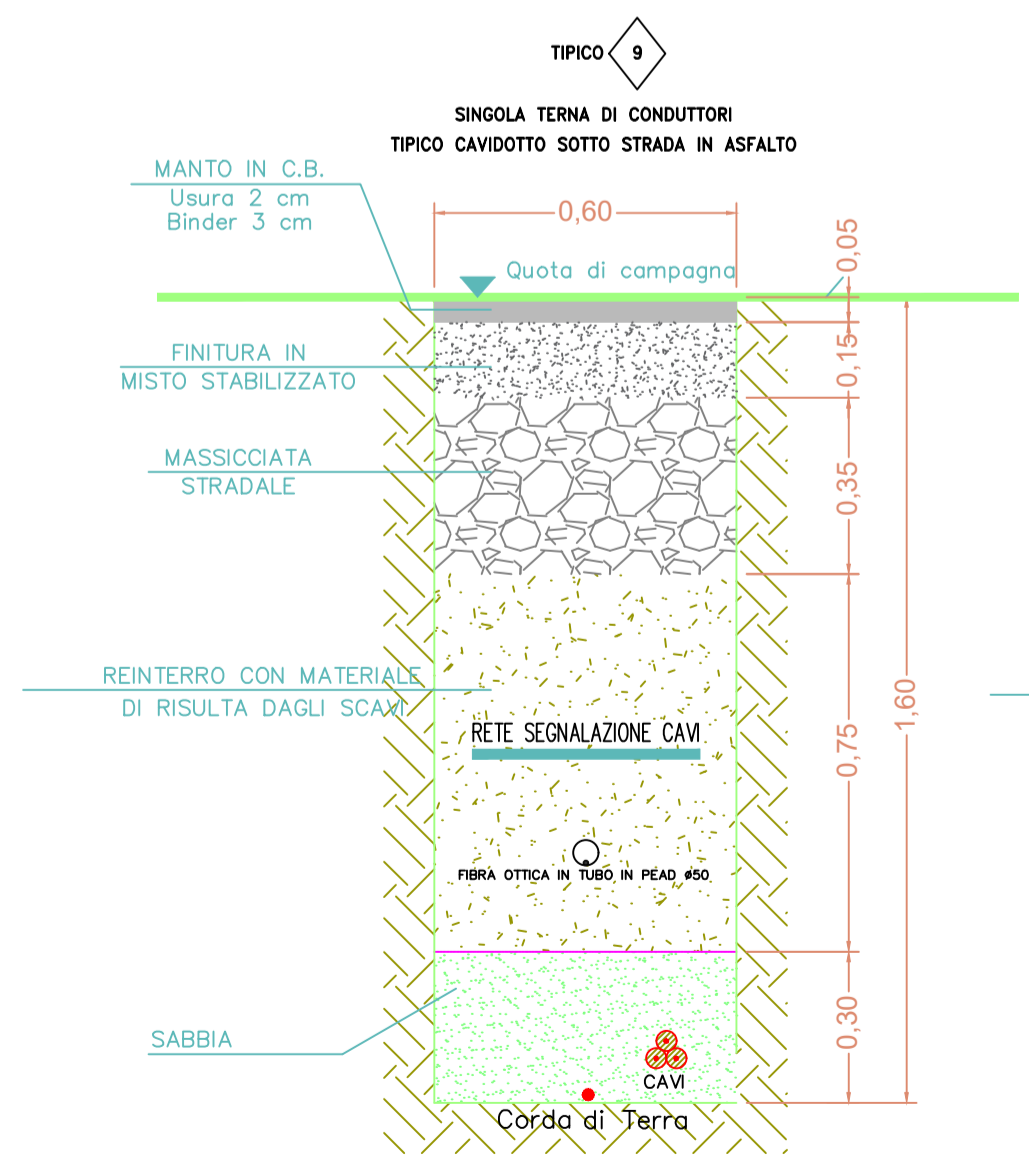 TIPICO 9
SINGOLA TERNA DI CONDUTTORI
TIPICO CAVIDOTTO SOTTO STRADA IN ASFALTO
MANTO IN C.B.
Usura 2 cm
Binder 3 cm
0,60
0,05
Quota di campagna
0,15
FINITURA IN
MISTO STABILIZZATO
MASSICCIATA
STRADALE
0,35
REINTERRO CON MATERIALE
DI RISULTA DAGLI SCAVI
1,60
RETE SEGNALAZIONE CAVI
0,75
FIBRA OTTICA IN TUBO IN PEAD ø50
0,30
SABBIA
CAVI
Corda di Terra